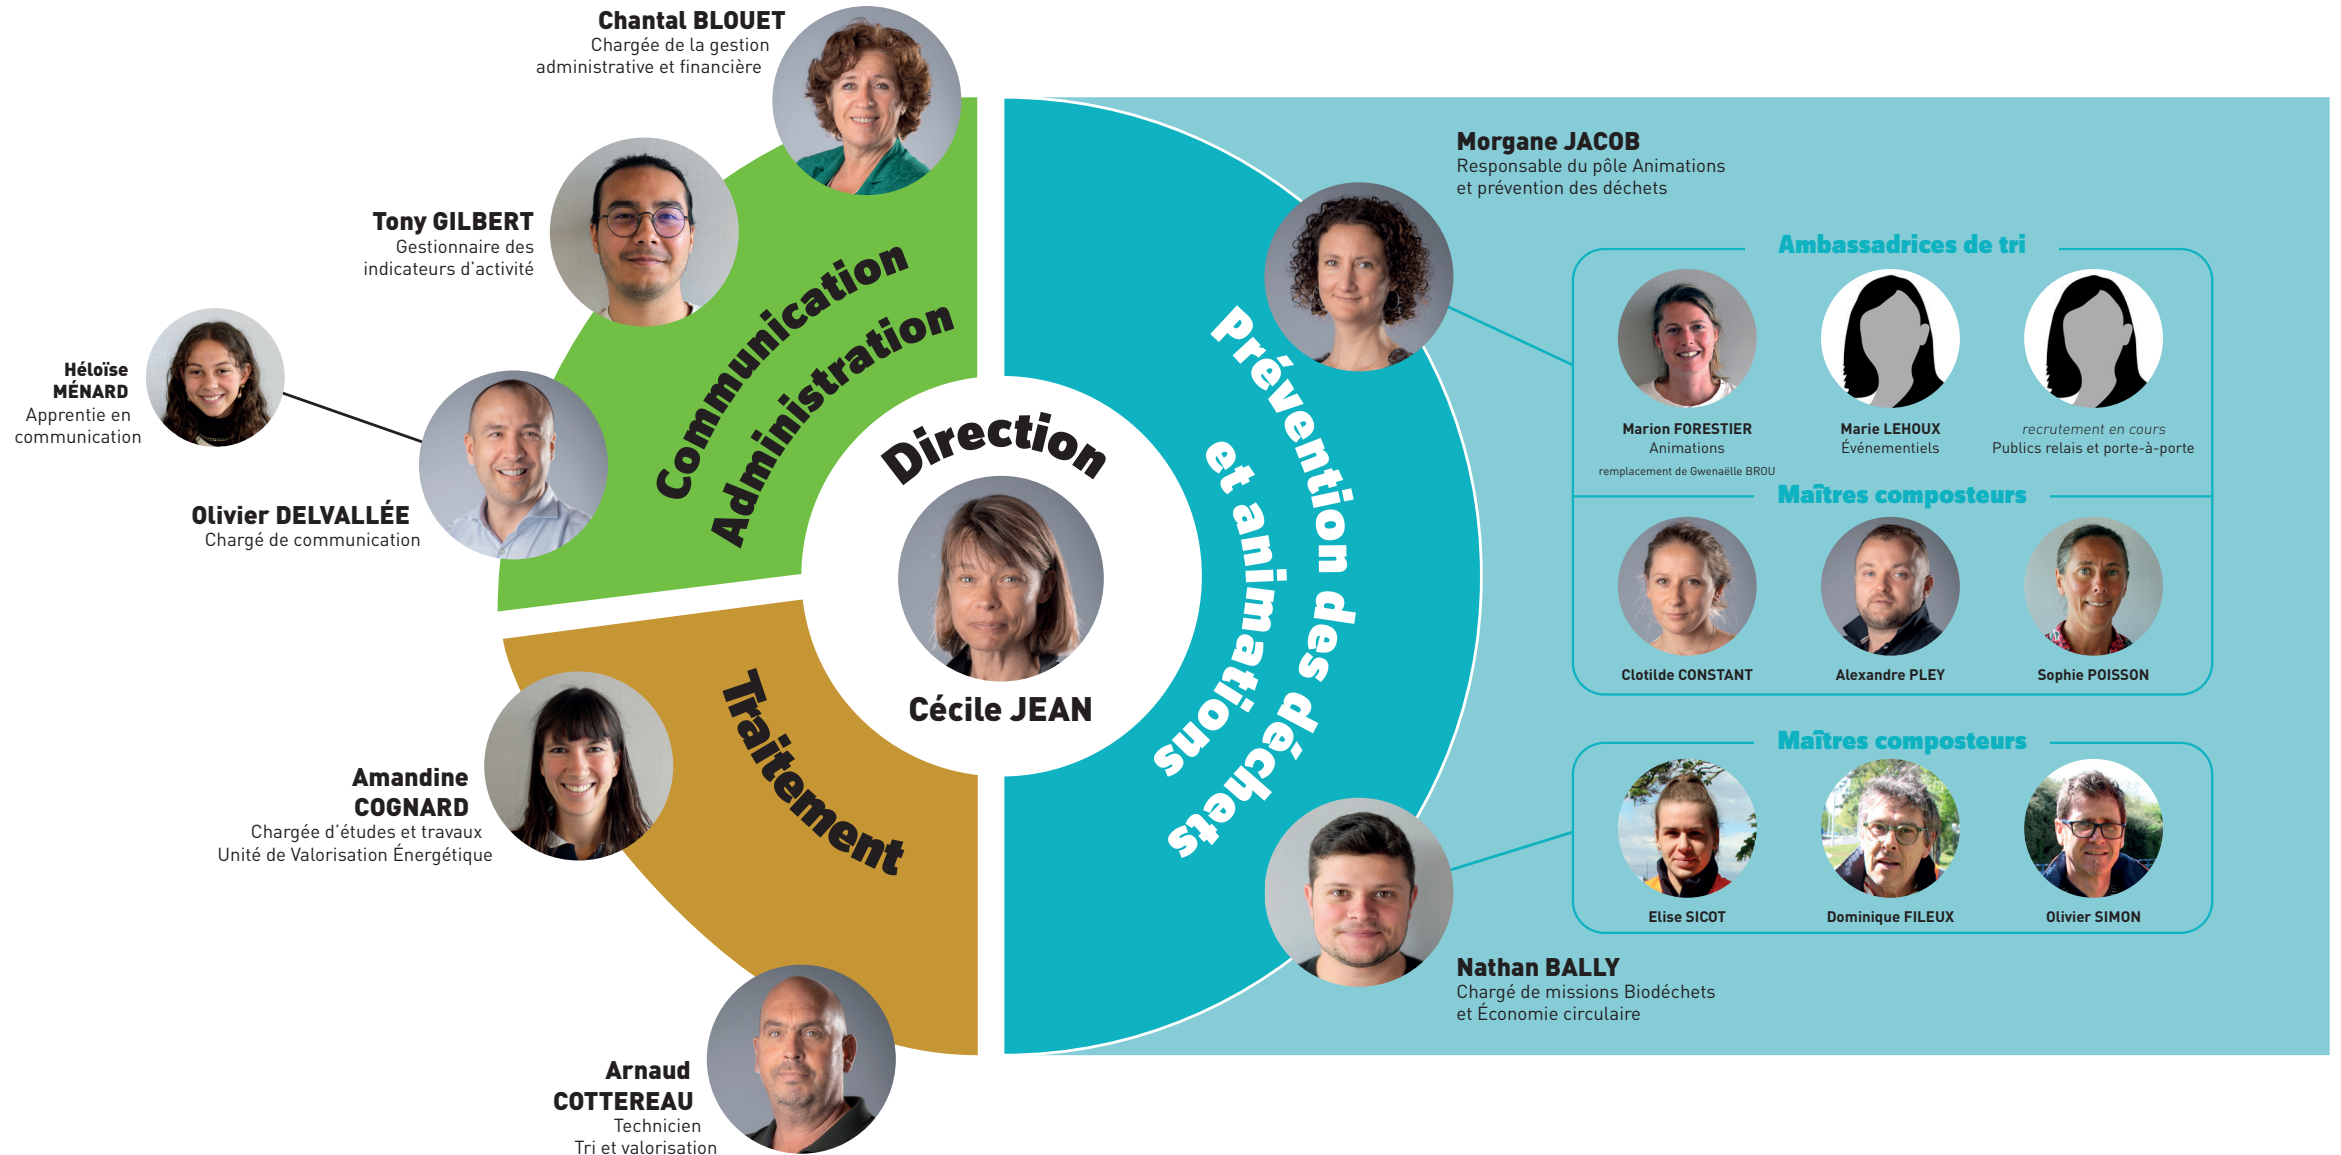 Chantal BLOUET
Chargée de la gestion
administrative et financière
Tony GILBERT
Gestionnaire des
indicateurs d'activité
Héloïse
MÉNARD
Apprentie en
communication
Olivier DELVALLÉE
Chargé de communication
Communication
Administration
Direction
Cécile JEAN
Traitement
Amandine
COGNARD
Chargée d'études et travaux
Unité de Valorisation Énergétique
Arnaud
COTTEREAU
Technicien
Tri et valorisation
Prévention des déchets
et animations
Morgane JACOB
Responsable du pôle Animations
et prévention des déchets
Ambassadrices de tri
Marion FORESTIER
Animations
remplacement de Gwenaëlle BROU
Marie LEHOUX
Événementiels
recrutement en cours
Publics relais et porte-à-porte
Maîtres composteurs
Clotilde CONSTANT
Alexandre PLEY
Sophie POISSON
Maîtres composteurs
Elise SICOT
Dominique FILEUX
Olivier SIMON
Nathan BALLY
Chargé de missions Biodéchets
et Économie circulaire